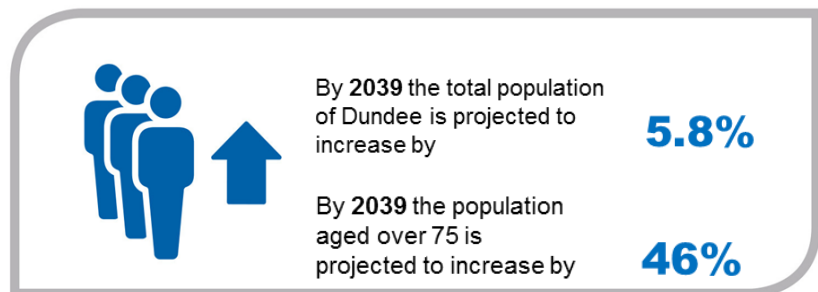 By 2039 the total population
of Dundee is projected to
increase by
5.8%
By 2039 the population
aged over 75 is
projected to increase by
46%